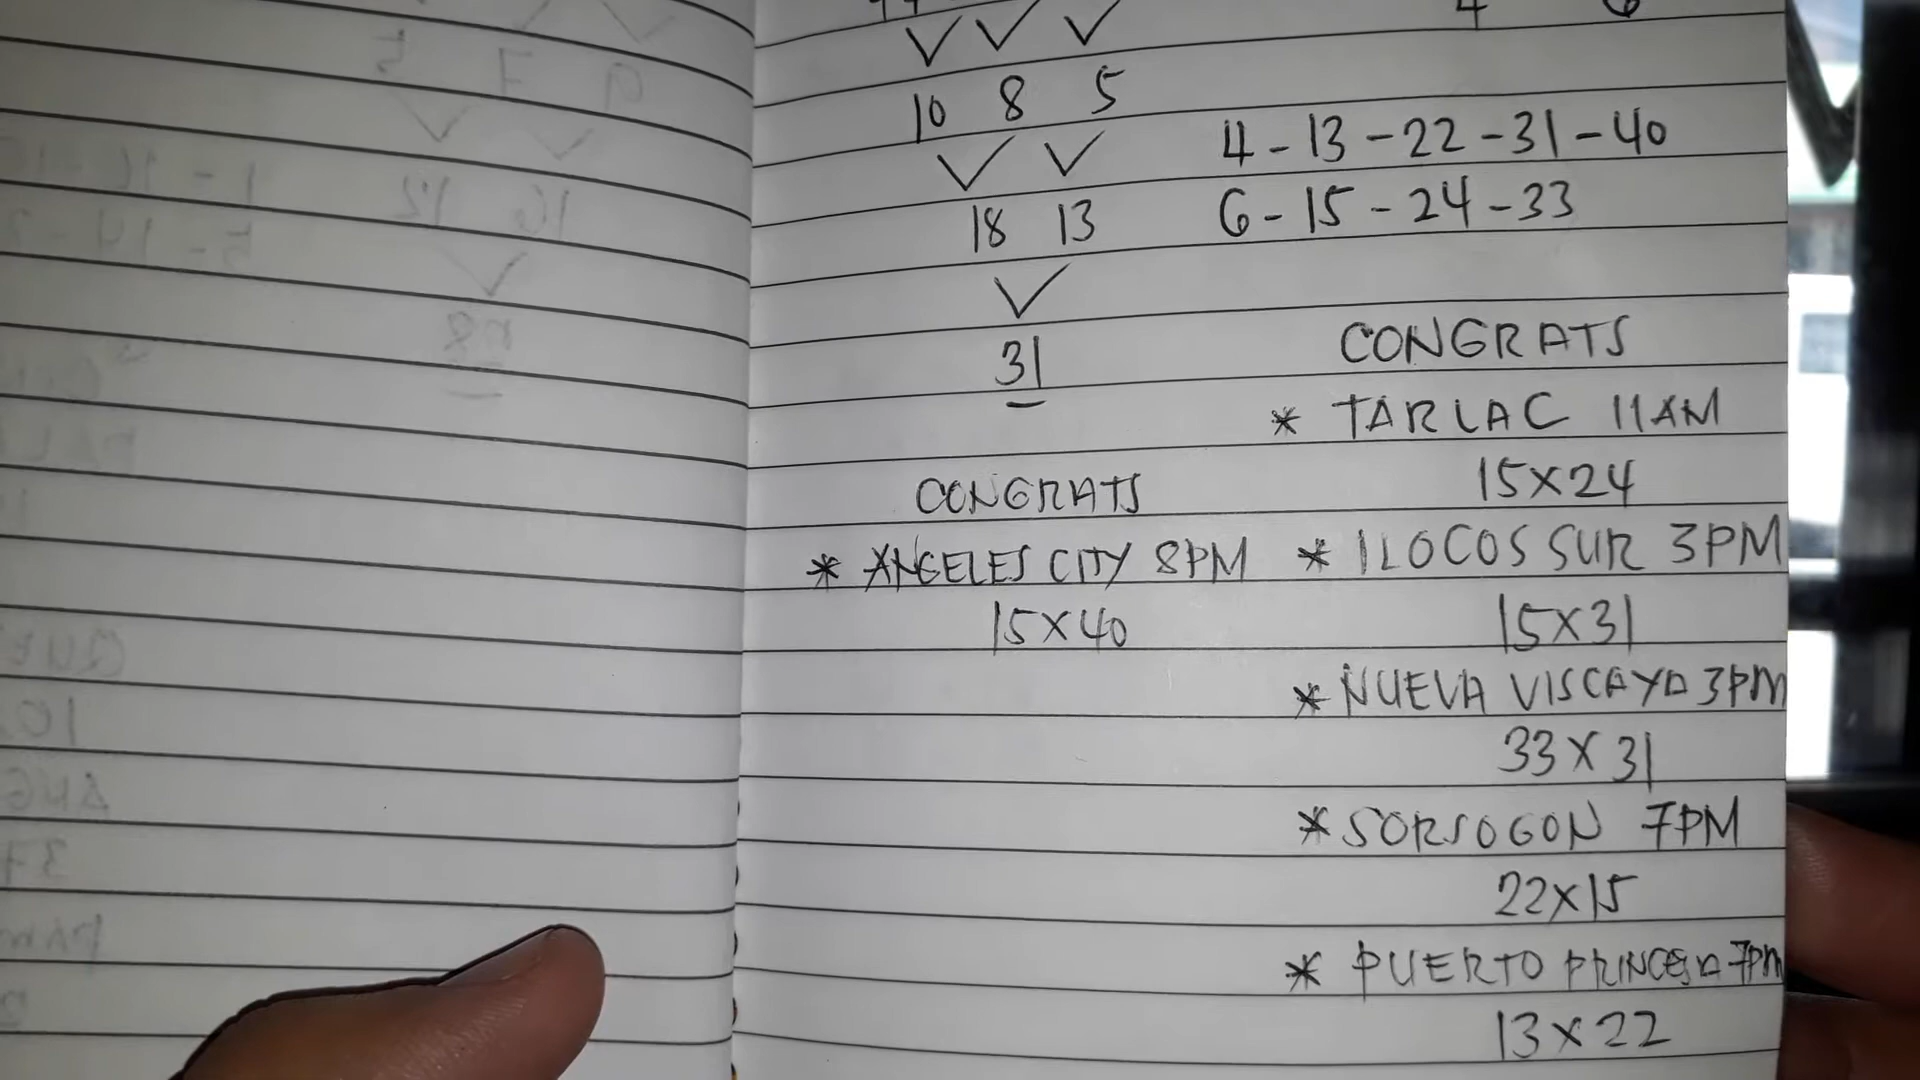 4 6
10 8 5
4-13-22-31-40
18 13
6-15-24-33
31
CONGRATS
* TARLAC 11AM
15X24
CONGRATS
* ANGELES CITY 8PM
15X40
* ILOCOS SUR 3PM
15X31
* NUEVA VISCAYA 3PM
33X31
* SORSOGON 7PM
22X15
* PUERTO PRINCESA 7PM
13X22